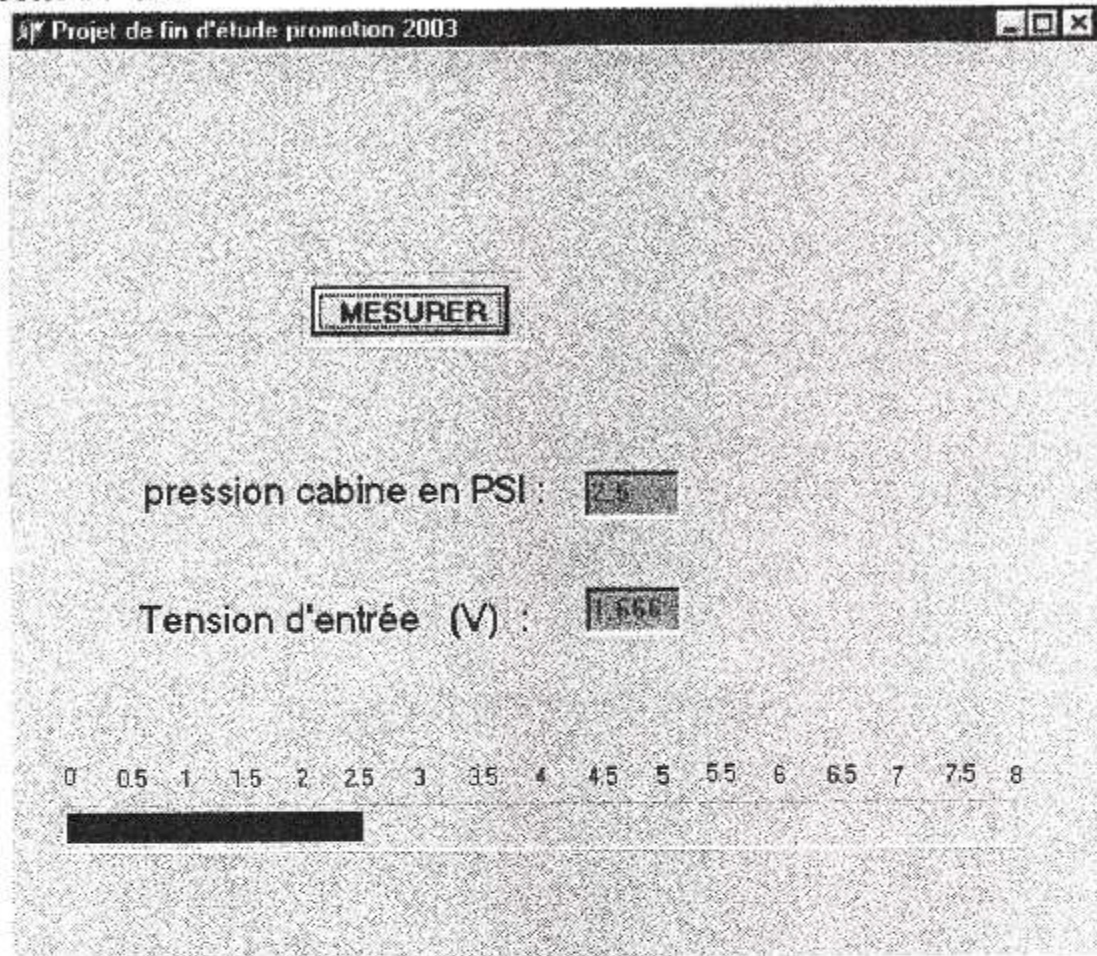 Projet de fin d'étude promotion 2003
MESURER
pression cabine en PSI : 2.5
Tension d'entrée (V) : 1.666
0 0.5 1 1.5 2 2.5 3 3.5 4 4.5 5 5.5 6 6.5 7 7.5 8